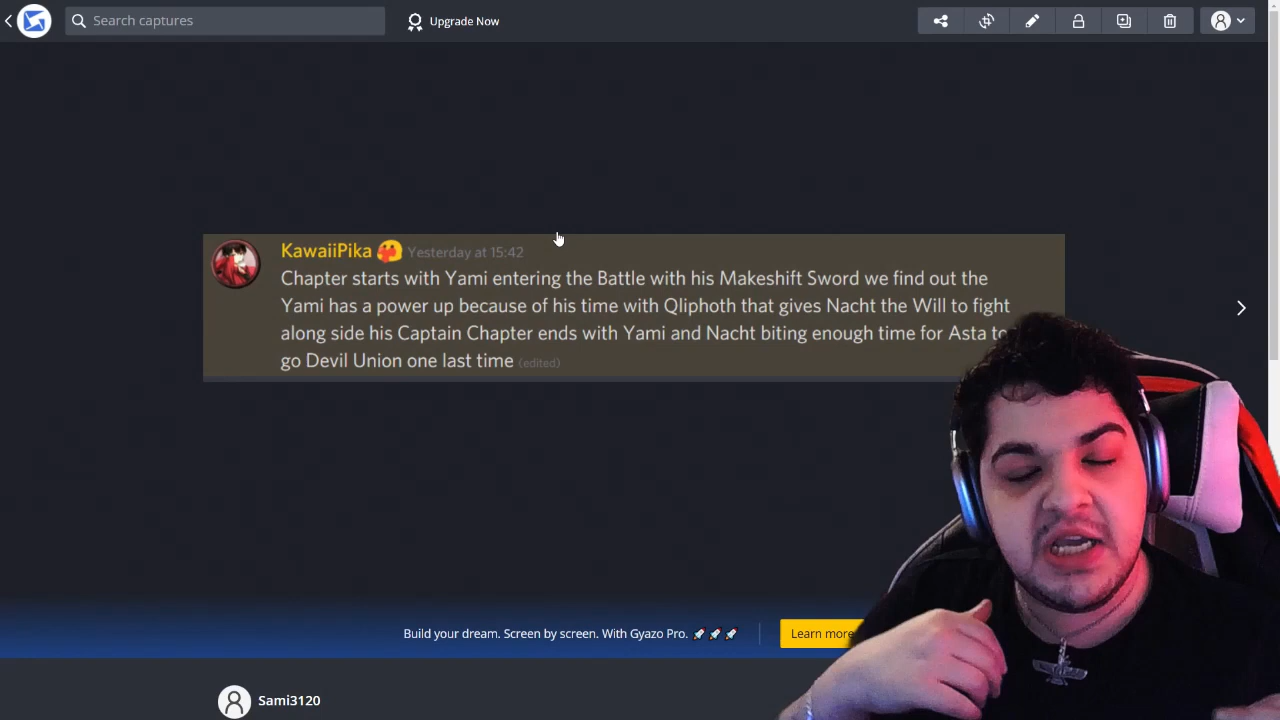 Search captures
Upgrade Now
KawaiiPika Yesterday at 15:42
Chapter starts with Yami entering the Battle with his Makeshift Sword we find out the
Yami has a power up because of his time with Qliphoth that gives Nacht the Will to fight
along side his Captain Chapter ends with Yami and Nacht biting enough time for Asta to
go Devil Union one last time (edited)
Build your dream. Screen by screen. With Gyazo Pro. 🚀 🚀 🚀
Learn more
Sami3120